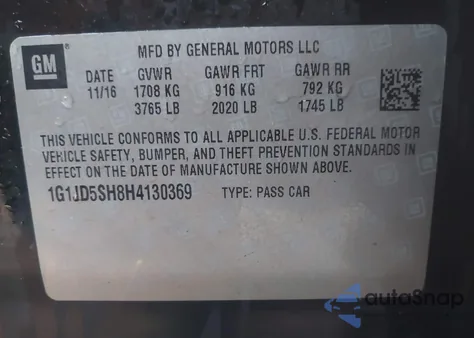 GM
MFD BY GENERAL MOTORS LLC
DATE GVWR GAWR FRT GAWR RR
11/16 1708 KG 916 KG 792 KG
3765 LB 2020 LB 1745 LB
THIS VEHICLE CONFORMS TO ALL APPLICABLE U.S. FEDERAL MOTOR
VEHICLE SAFETY, BUMPER, AND THEFT PREVENTION STANDARDS IN
EFFECT ON THE DATE OF MANUFACTURE SHOWN ABOVE.
1G1JD5SH8H4130369 TYPE: PASS CAR
autoSnap